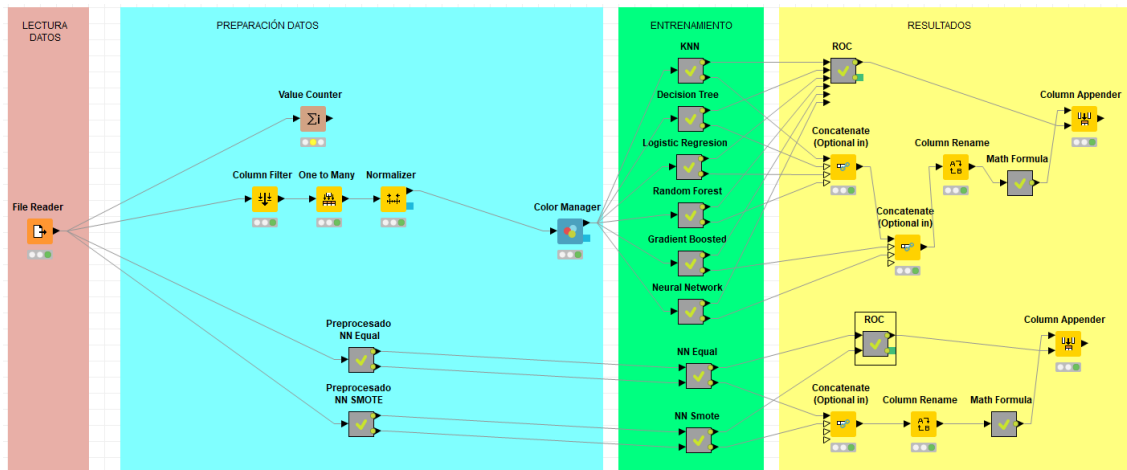 LECTURA
DATOS
PREPARACIÓN DATOS
ENTRENAMIENTO
RESULTADOS
File Reader
Value Counter
Σi
Column Filter
One to Many
Normalizer
Color Manager
Preprocesado
NN Equal
Preprocesado
NN SMOTE
KNN
Decision Tree
Logistic Regresion
Random Forest
Gradient Boosted
Neural Network
NN Equal
NN Smote
ROC
Concatenate
(Optional in)
Concatenate
(Optional in)
Column Rename
Math Formula
Column Appender
ROC
Concatenate
(Optional in)
Column Rename
Math Formula
Column Appender